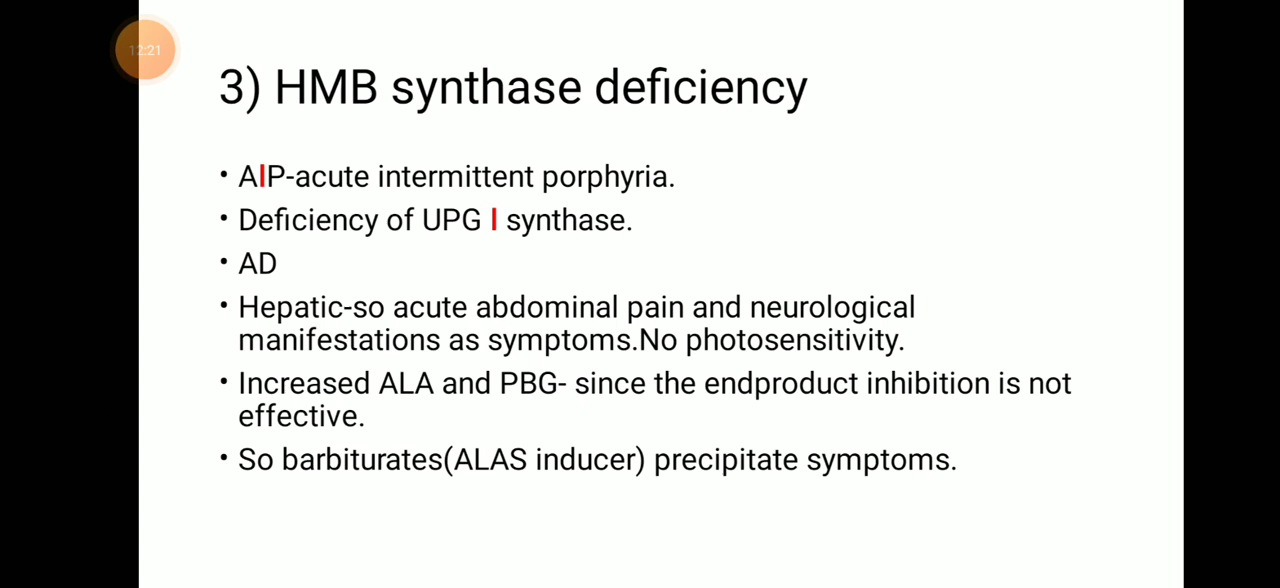 12:21
3) HMB synthase deficiency
• AIP-acute intermittent porphyria.
• Deficiency of UPG I synthase.
• AD
• Hepatic-so acute abdominal pain and neurological
manifestations as symptoms.No photosensitivity.
• Increased ALA and PBG- since the endproduct inhibition is not
effective.
• So barbiturates(ALAS inducer) precipitate symptoms.